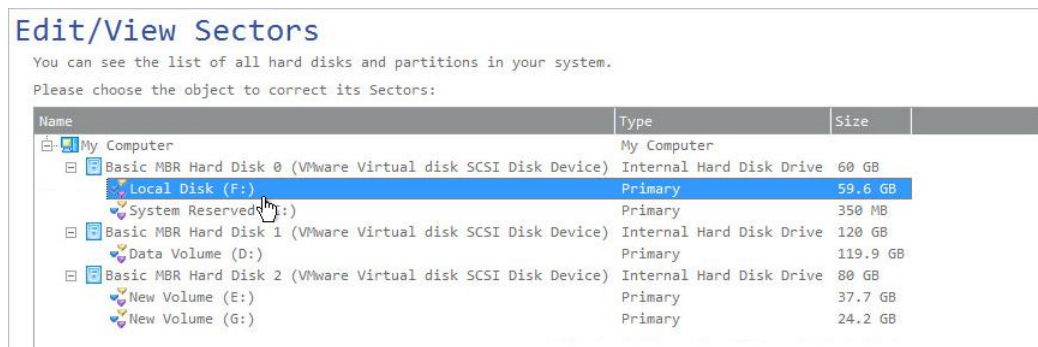 Edit/View Sectors
You can see the list of all hard disks and partitions in your system.
Please choose the object to correct its Sectors:
Name Type Size
My Computer My Computer
Basic MBR Hard Disk 0 (VMware Virtual disk SCSI Disk Device) Internal Hard Disk Drive 60 GB
Local Disk (F:) Primary 59.6 GB
System Reserved :) Primary 350 MB
Basic MBR Hard Disk 1 (VMware Virtual disk SCSI Disk Device) Internal Hard Disk Drive 120 GB
Data Volume (D:) Primary 119.9 GB
Basic MBR Hard Disk 2 (VMware Virtual disk SCSI Disk Device) Internal Hard Disk Drive 80 GB
New Volume (E:) Primary 37.7 GB
New Volume (G:) Primary 24.2 GB